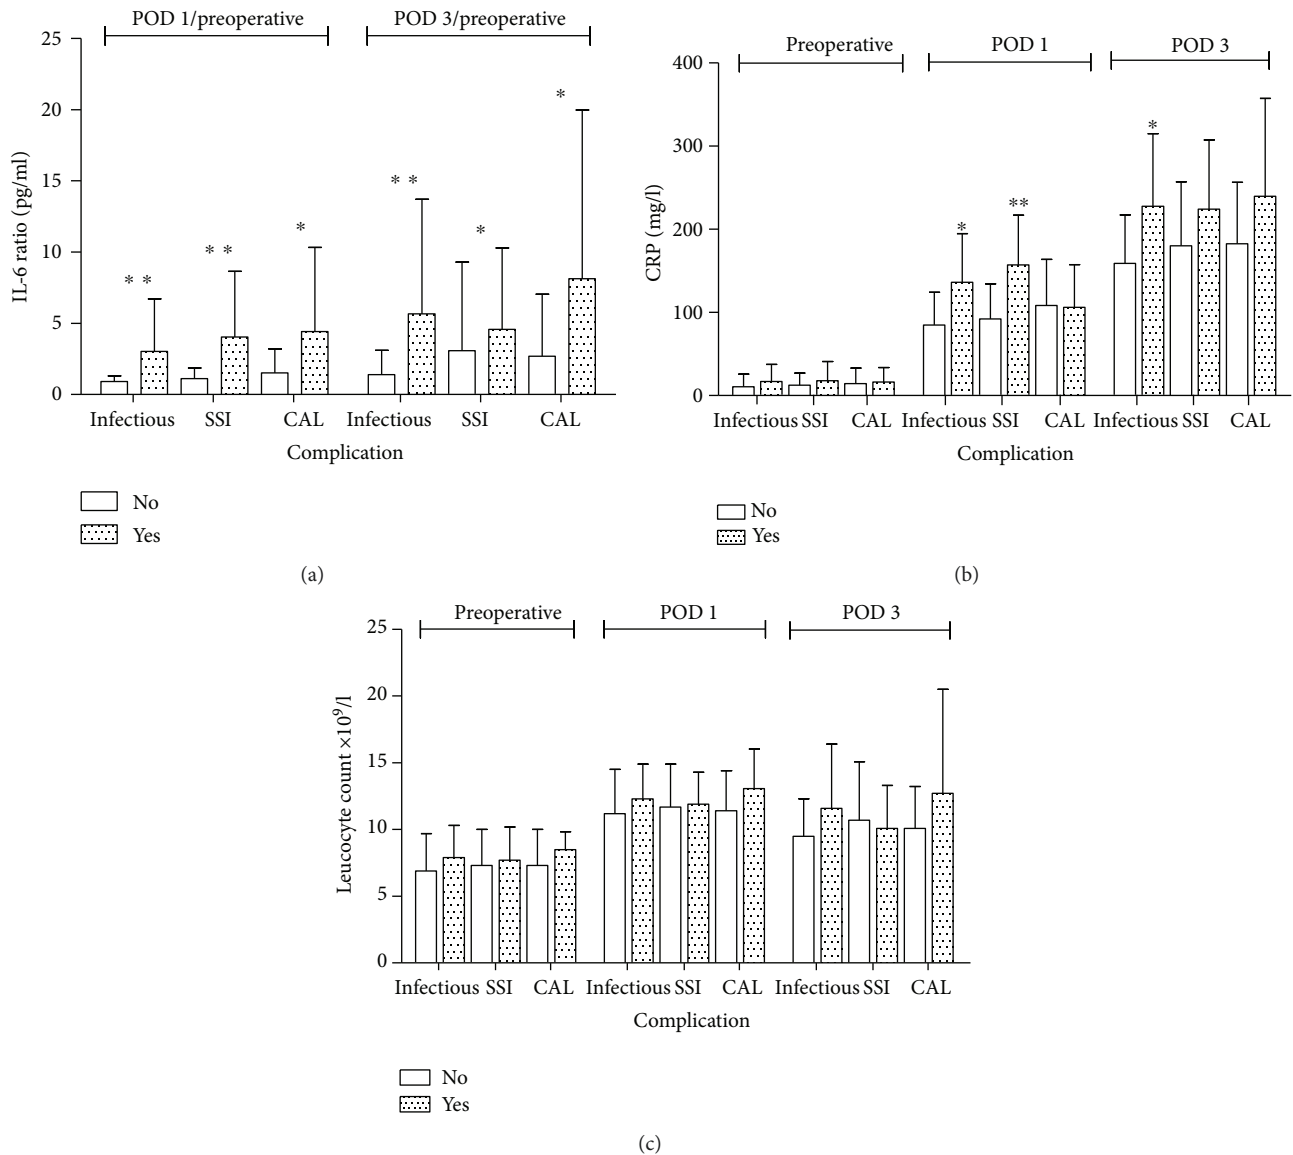 POD 1/preoperative
POD 3/preoperative
25
20
15
10
5
0
IL-6 ratio (pg/ml)
* *
* *
*
* *
*
*
Infectious
SSI
CAL
Infectious
SSI
CAL
Complication
No
Yes
(a)
Preoperative
POD 1
POD 3
400
300
200
100
0
CRP (mg/l)
*
**
*
Infectious SSI
CAL
Infectious SSI
CAL
Infectious SSI
CAL
Complication
No
Yes
(b)
Preoperative
POD 1
POD 3
25
20
15
10
5
0
Leucocyte count ×10⁹/l
Infectious SSI
CAL
Infectious SSI
CAL
Infectious SSI
CAL
Complication
No
Yes
(c)